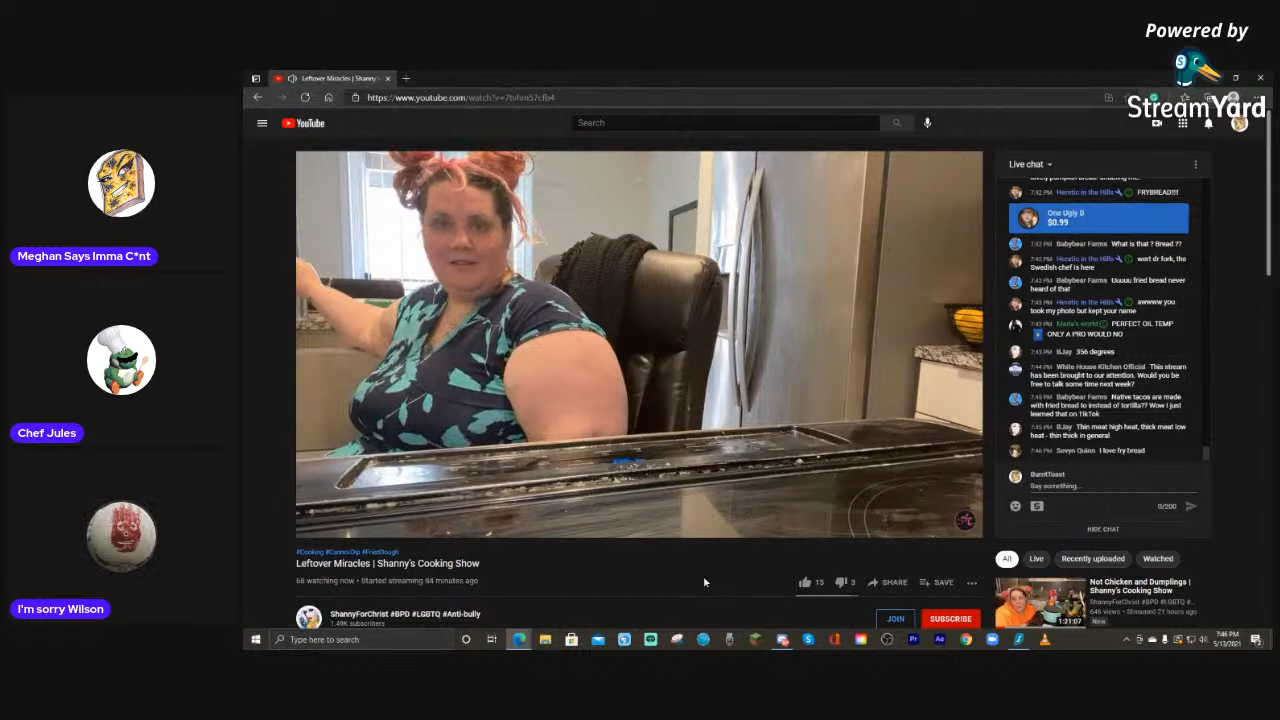 Powered by
StreamYard
Leftover Miracles | Shanny's
https://www.youtube.com/watch?v=7tvhm57cfb4
YouTube
Search
Meghan Says Imma C*nt
Chef Jules
I'm sorry Wilson
Live chat
7:42 PM Heretic in the Hills FRYBREAD!!!!
One Ugly B
$0.99
7:42 PM Babybear Farms What is that ? Bread ??
7:43 PM Heretic in the Hills wert dr fork, the
Swedish chef is here
7:43 PM Babybear Farms Uuuuu fried bread never
heard of that
7:43 PM Heretic in the Hills awwww you
took my photo but kept your name
7:43 PM Maria's world PERFECT OIL TEMP
ONLY A PRO WOULD NO
7:43 PM BJay 356 degrees
7:44 PM White House Kitchen Official This stream
has been brought to our attention. Would you be
free to talk some time next week?
7:45 PM Babybear Farms Native tacos are made
with fried bread to instead of tortilla?? Wow I just
learned that on TikTok
7:45 PM BJay Thin meat high heat, thick meat low
heat - thin thick in general
7:46 PM Sevyn Quinn I love fry bread
BurntToast
Say something...
0/200
HIDE CHAT
#Cooking #CannoliDip #FriedDough
Leftover Miracles | Shanny's Cooking Show
68 watching now • Started streaming 84 minutes ago
15
3
SHARE
SAVE
ShannyForChrist #BPD #LGBTQ #Anti-bully
1.49K subscribers
JOIN
SUBSCRIBE
All
Live
Recently uploaded
Watched
Not Chicken and Dumplings |
Shanny's Cooking Show
ShannyForChrist #BPD #LGBTQ #...
646 views • Streamed 21 hours ago
New
1:21:07
Type here to search
7:46 PM
5/13/2021